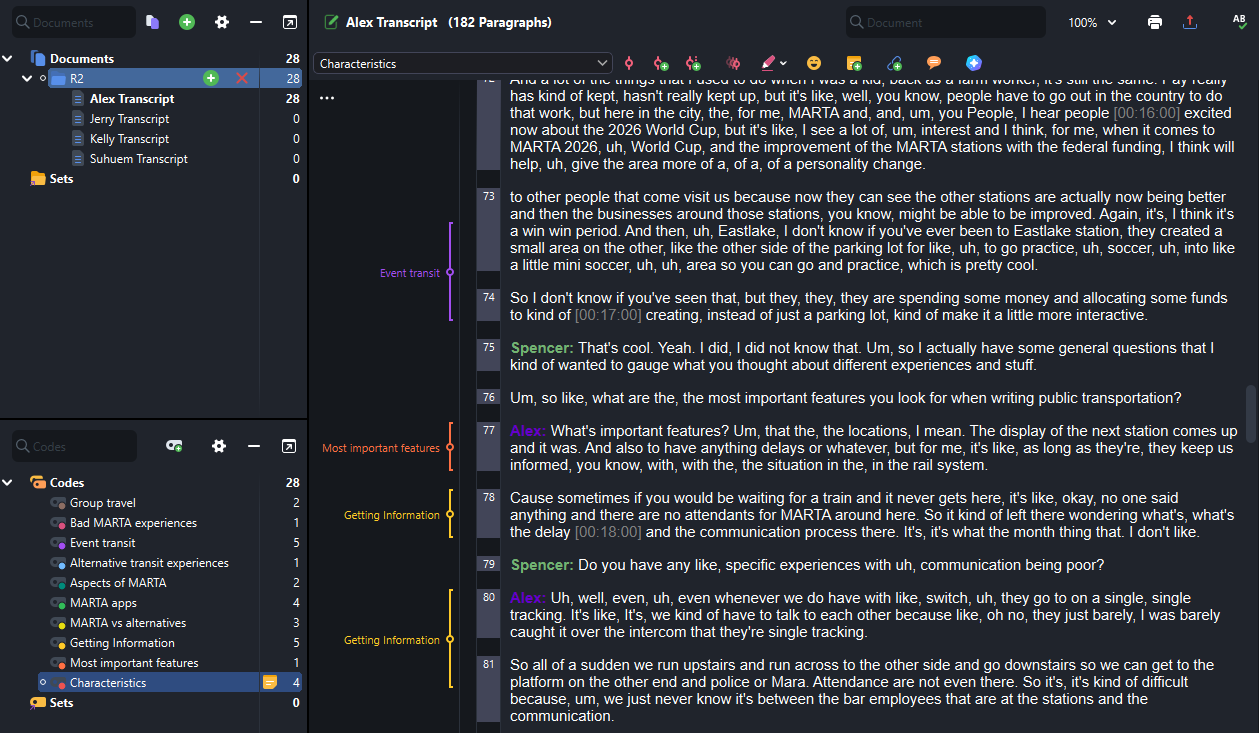 Documents
Documents 28
R2 28
Alex Transcript 28
Jerry Transcript 0
Kelly Transcript 0
Suhuem Transcript 0
Sets 0
Codes
Codes 28
Group travel 2
Bad MARTA experiences 1
Event transit 5
Alternative transit experiences 1
Aspects of MARTA 2
MARTA apps 4
MARTA vs alternatives 3
Getting Information 5
Most important features 1
Characteristics 4
Sets 0
Alex Transcript (182 Paragraphs)
Document
100%
AB
Characteristics
72 And a lot of the things that I used to do when I was a kid, back as a farm worker, it's still the same. Pay really
has kind of kept, hasn't really kept up, but it's like, well, you know, people have to go out in the country to do
that work, but here in the city, the, for me, MARTA and, and, um, you People, I hear people [00:16:00] excited
now about the 2026 World Cup, but it's like, I see a lot of, um, interest and I think, for me, when it comes to
MARTA 2026, uh, World Cup, and the improvement of the MARTA stations with the federal funding, I think will
help, uh, give the area more of a, of a, of a personality change.
73 to other people that come visit us because now they can see the other stations are actually now being better
and then the businesses around those stations, you know, might be able to be improved. Again, it's, I think it's
a win win period. And then, uh, Eastlake, I don't know if you've ever been to Eastlake station, they created a
small area on the other, like the other side of the parking lot for like, uh, to go practice, uh, soccer, uh, into like
a little mini soccer, uh, uh, area so you can go and practice, which is pretty cool.
Event transit
74 So I don't know if you've seen that, but they, they, they are spending some money and allocating some funds
to kind of [00:17:00] creating, instead of just a parking lot, kind of make it a little more interactive.
75 Spencer: That's cool. Yeah. I did, I did not know that. Um, so I actually have some general questions that I
kind of wanted to gauge what you thought about different experiences and stuff.
76 Um, so like, what are the, the most important features you look for when writing public transportation?
77 Alex: What's important features? Um, that the, the locations, I mean. The display of the next station comes up
and it was. And also to have anything delays or whatever, but for me, it's like, as long as they're, they keep us
informed, you know, with, with the, the situation in the, in the rail system.
Most important features
78 Cause sometimes if you would be waiting for a train and it never gets here, it's like, okay, no one said
anything and there are no attendants for MARTA around here. So it kind of left there wondering what's, what's
the delay [00:18:00] and the communication process there. It's, it's what the month thing that. I don't like.
Getting Information
79 Spencer: Do you have any like, specific experiences with uh, communication being poor?
80 Alex: Uh, well, even, uh, even whenever we do have with like, switch, uh, they go to on a single, single
tracking. It's like, It's, we kind of have to talk to each other because like, oh no, they just barely, I was barely
caught it over the intercom that they're single tracking.
Getting Information
81 So all of a sudden we run upstairs and run across to the other side and go downstairs so we can get to the
platform on the other end and police or Mara. Attendance are not even there. So it's, it's kind of difficult
because, um, we just never know it's between the bar employees that are at the stations and the
communication.